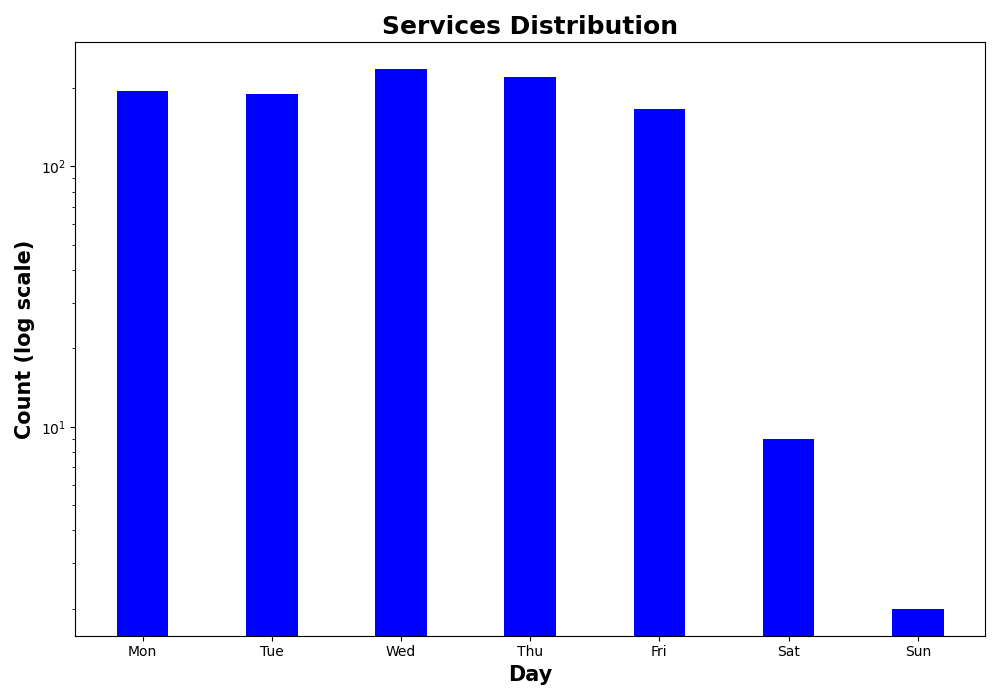 Services Distribution
Count (log scale)
10²
10¹
Mon Tue Wed Thu Fri Sat Sun
Day